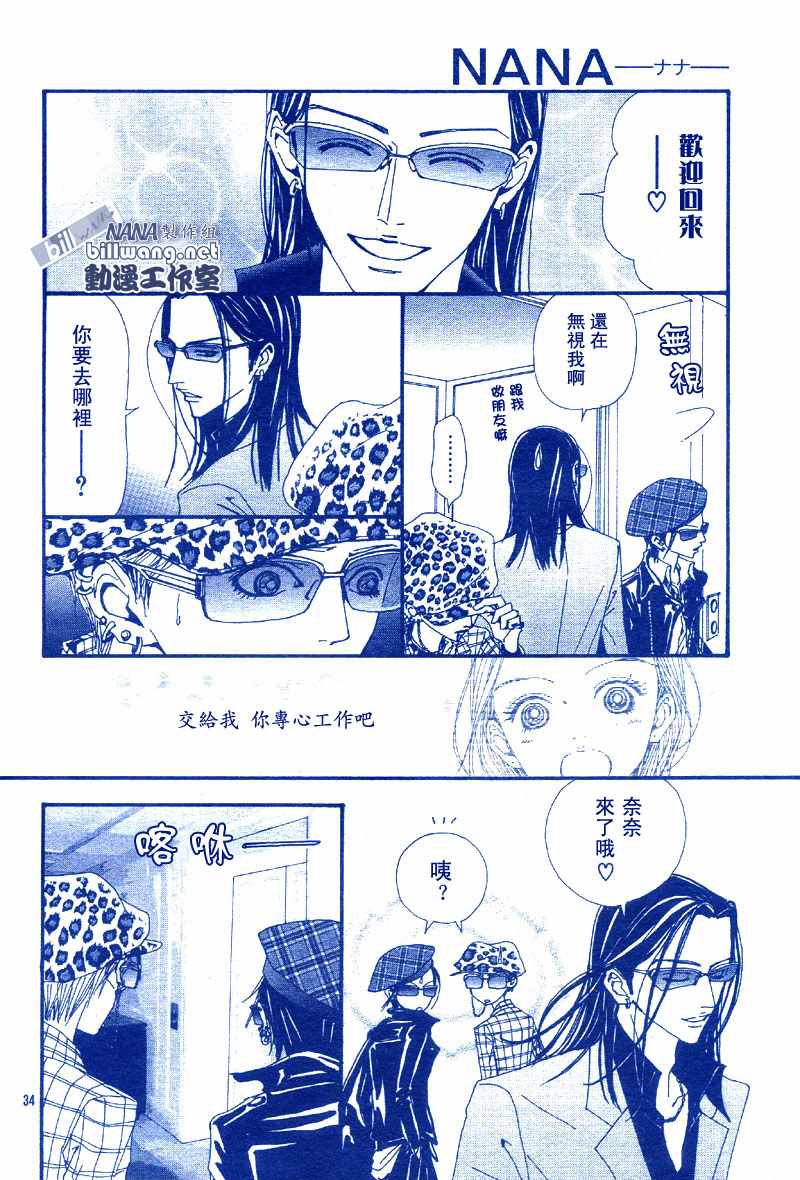 NANA—ナナ—
歡迎回來
——♡
bill wang
NANA製作組
billwang.net
動漫工作室
無視
還在
無視我啊
跟我
做朋友嘛
………
你要去哪裡
——?
交給我 你專心工作吧
奈奈
來了哦♡
咦?
喀咻——
34